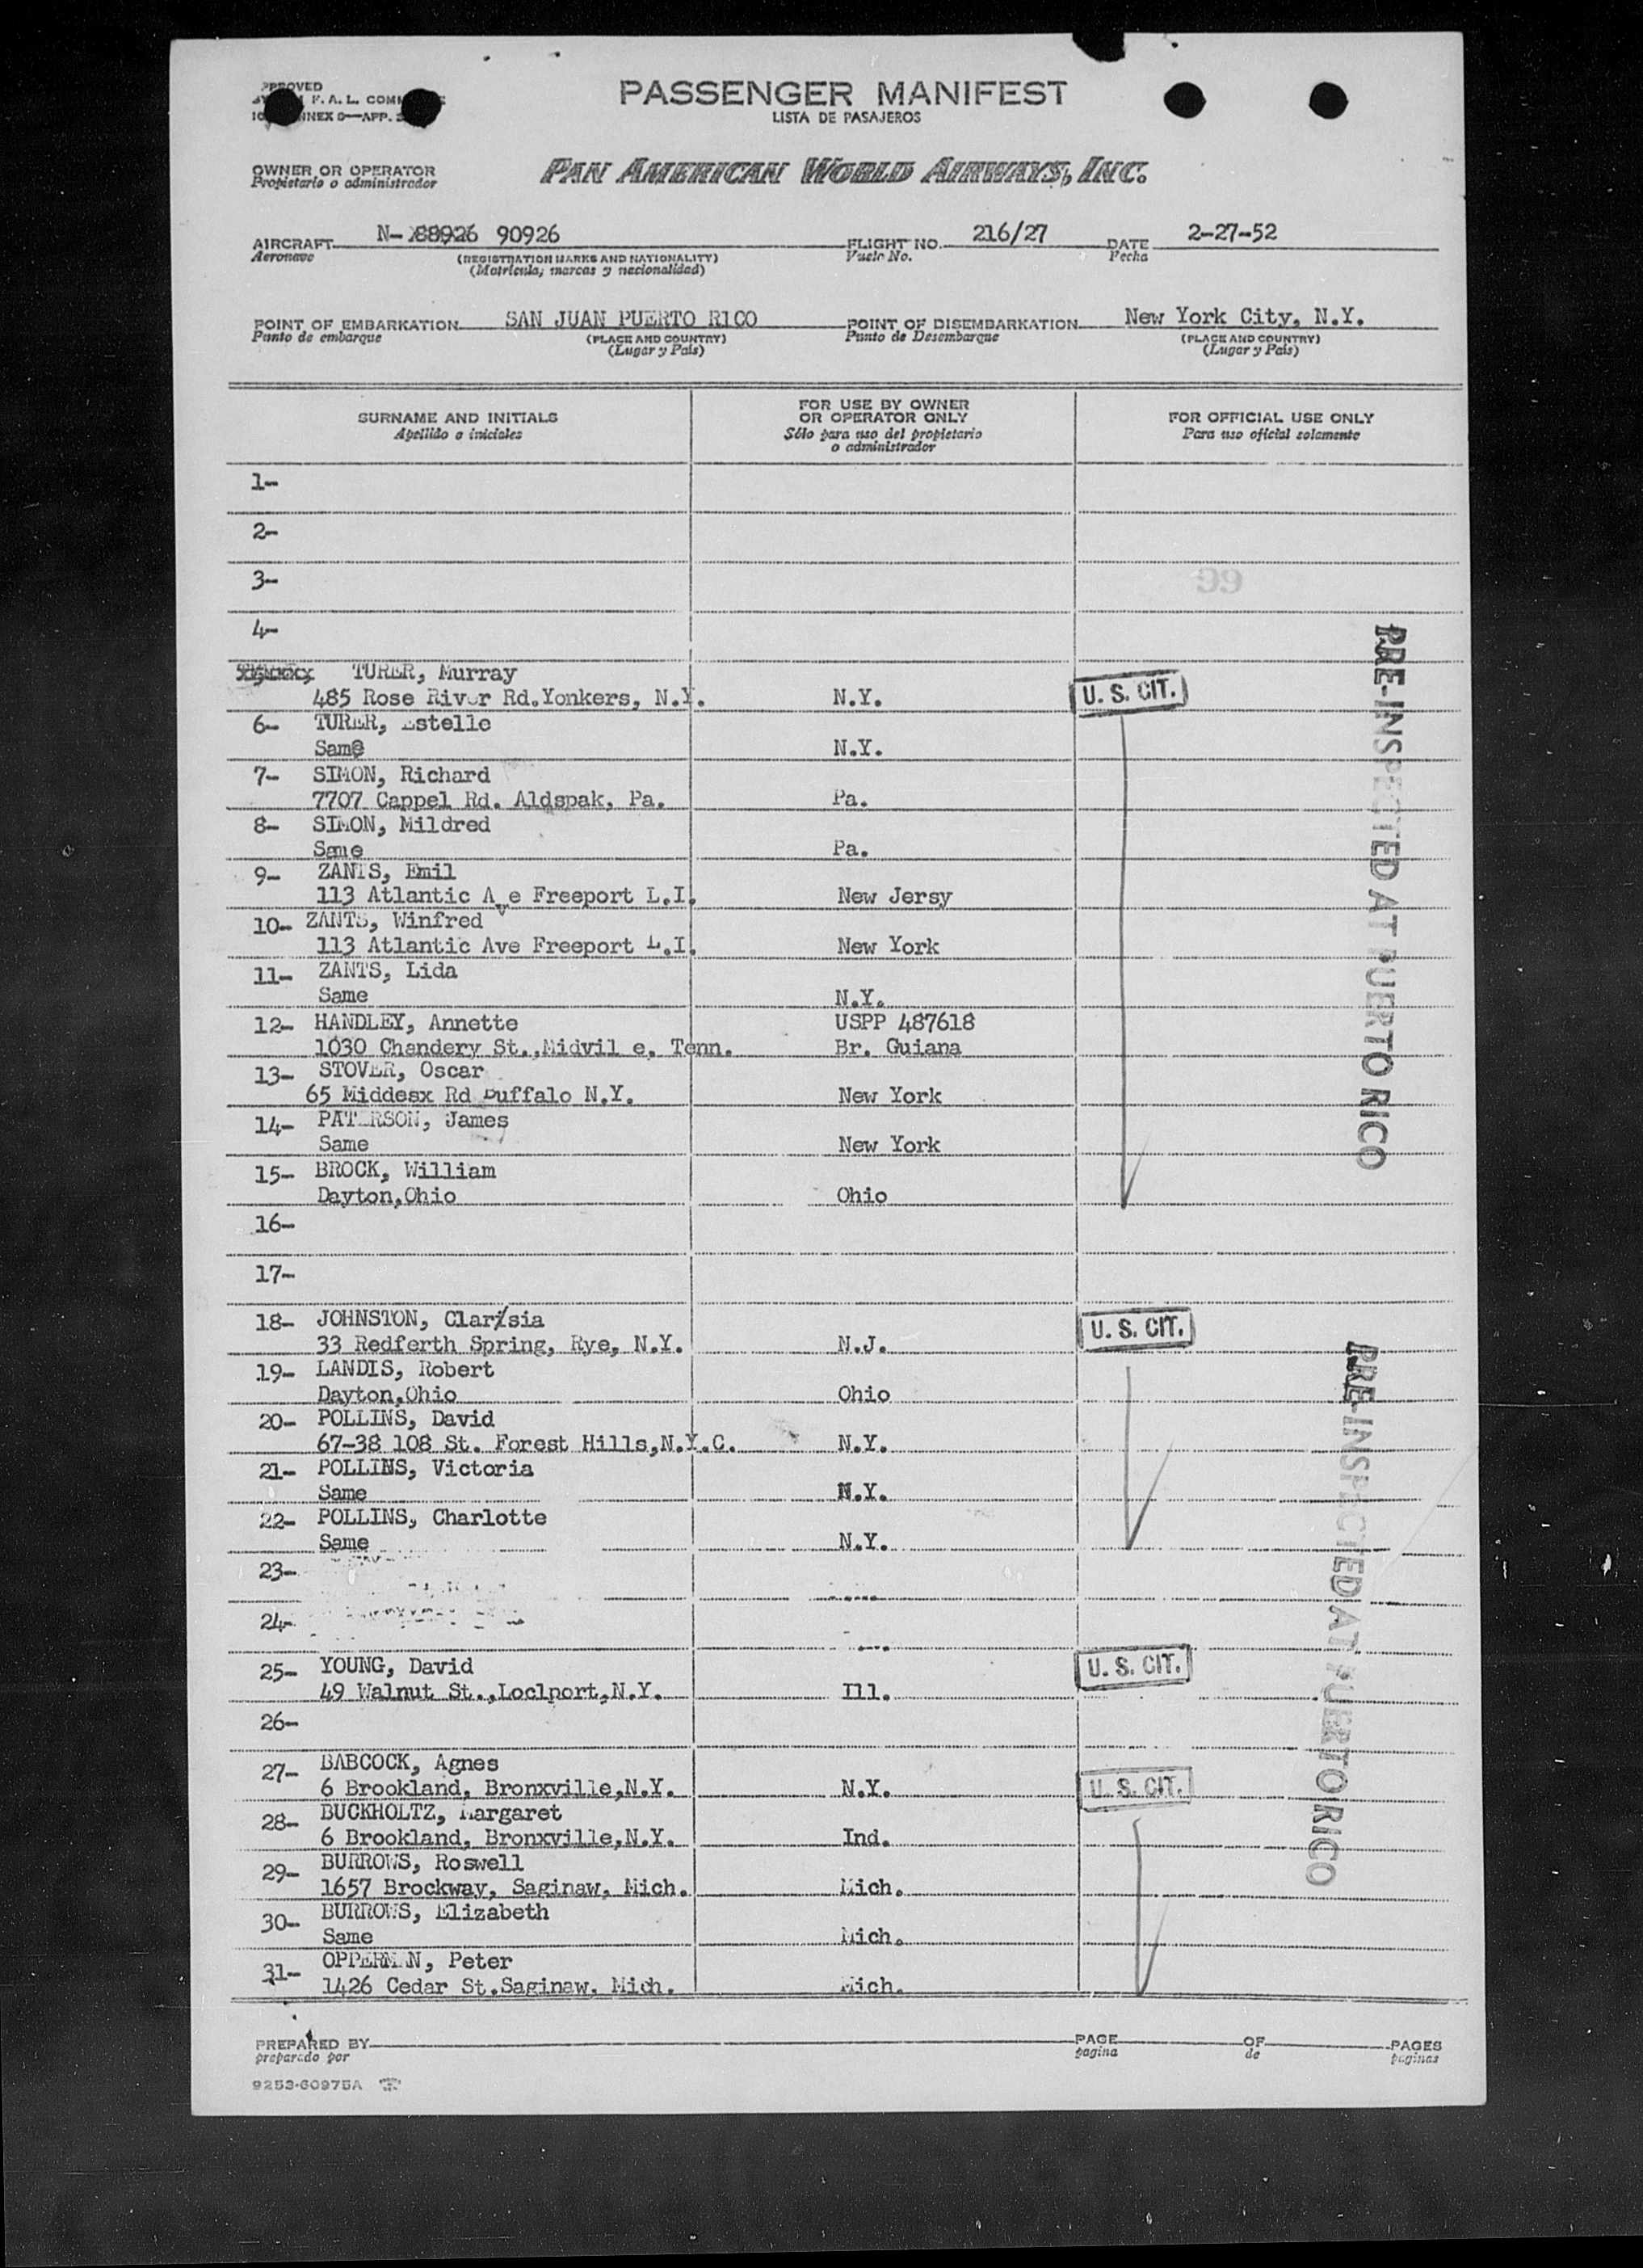 PASSENGER MANIFEST
LISTA DE PASAJEROS
F. A. L.
OWNER OR OPERATOR
Propietario o administrador
PAN AMERICAN WORLD AIRWAYS, INC.
AIRCRAFT N- 88926 90926 FLIGHT NO. 216/27 DATE 2-27-52
Aeronave (REGISTRATION MARKS AND NATIONALITY) Vuelo No. Fecha
(Matrícula, marcas y nacionalidad)
POINT OF EMBARKATION SAN JUAN PUERTO RICO POINT OF DISEMBARKATION New York City, N.Y.
Punto de embarque (PLACE AND COUNTRY) Punto de Desembarque (PLACE AND COUNTRY)
(Lugar y País) (Lugar y País)
SURNAME AND INITIALS
Apellido o iniciales
FOR USE BY OWNER
OR OPERATOR ONLY
Sólo para uso del propietario
o administrador
FOR OFFICIAL USE ONLY
Para uso oficial solamente
1-
2-
3-
4-
TURER, Murray
485 Rose River Rd.Yonkers, N.Y. N.Y. U. S. CIT.
6- TURER, Estelle
Same N.Y.
7- SIMON, Richard
7707 Cappel Rd. Aldspak, Pa. Pa.
8- SIMON, Mildred
Same Pa.
9- ZANTS, Emil
113 Atlantic Ave Freeport L.I. New Jersy
10- ZANTS, Winfred
113 Atlantic Ave Freeport L.I. New York
11- ZANTS, Lida
Same N.Y.
12- HANDLEY, Annette USPP 487618
1030 Chandery St.,Midvil e, Tenn. Br. Guiana
13- STOVER, Oscar
65 Middesx Rd Buffalo N.Y. New York
14- PATERSON, James
Same New York
15- BROCK, William
Dayton,Ohio Ohio
16-
17-
18- JOHNSTON, Clarisia
33 Redferth Spring, Rye, N.Y. N.J. U. S. CIT.
19- LANDIS, Robert
Dayton,Ohio Ohio
20- POLLINS, David
67-38 108 St. Forest Hills,N.Y.C. N.Y.
21- POLLINS, Victoria
Same N.Y.
22- POLLINS, Charlotte
Same N.Y.
23-
24-
25- YOUNG, David
49 Walnut St.,Loclport,N.Y. Ill. U. S. CIT.
26-
27- BABCOCK, Agnes
6 Brookland, Bronxville,N.Y. N.Y. U. S. CIT.
28- BUCKHOLTZ, Margaret
6 Brookland, Bronxville,N.Y. Ind.
29- BURROWS, Roswell
1657 Brockway, Saginaw, Mich. Mich.
30- BURROWS, Elizabeth
Same Mich.
31- OPPERMAN, Peter
1426 Cedar St.Saginaw, Mich. Mich.
PRE-INSPECTED AT PUERTO RICO
PRE-INSPECTED AT PUERTO RICO
PREPARED BY PAGE OF PAGES
preparado por pagina de paginas
9253-60975A